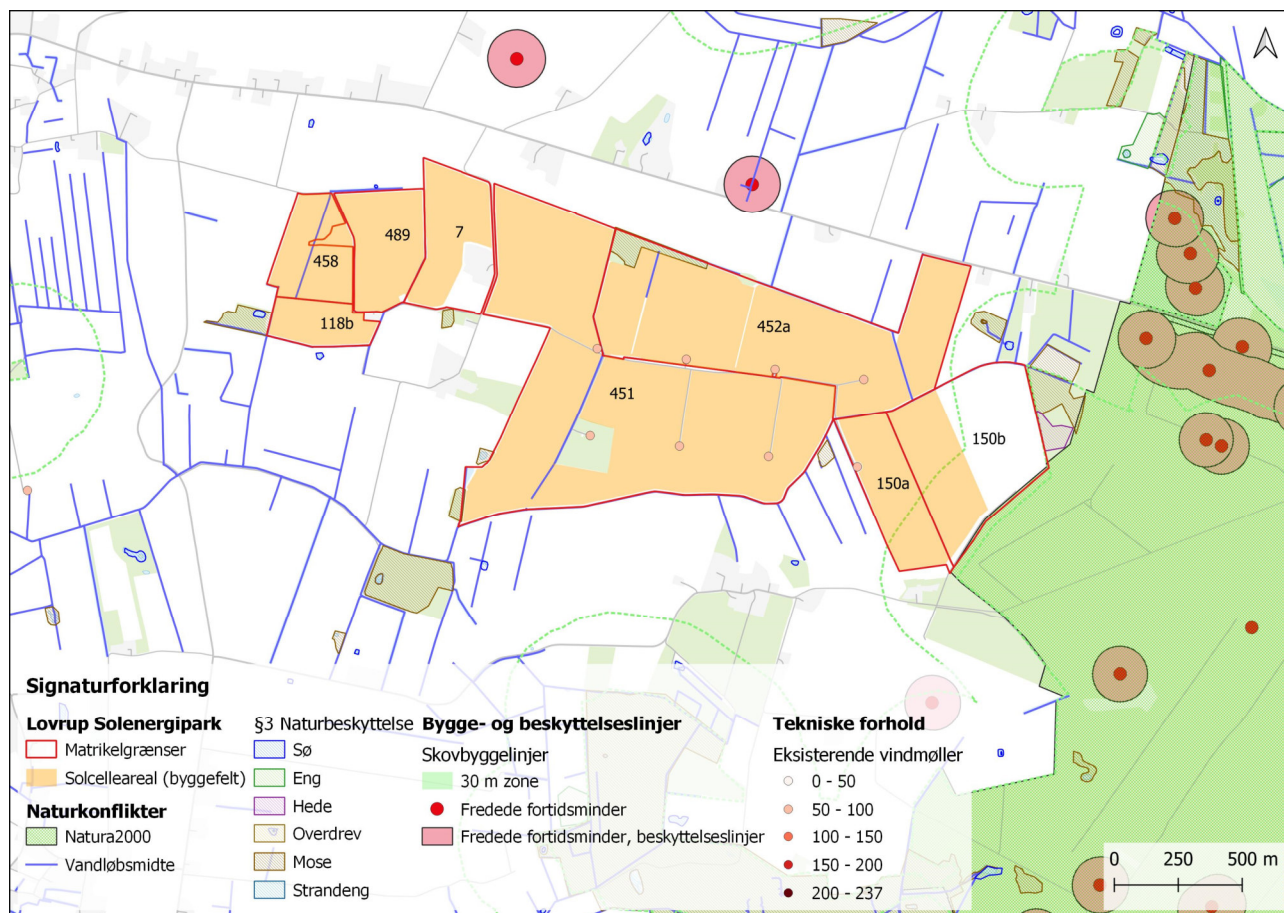 489
7
458
118b
452a
451
150b
150a
Signaturforklaring
Lovrup Solenergipark
Matrikelgrænser
Solcelleareal (byggefelt)
Naturkonflikter
Natura2000
Vandløbsmidte
§3 Naturbeskyttelse
Sø
Eng
Hede
Overdrev
Mose
Strandeng
Bygge- og beskyttelseslinjer
Skovbyggelinjer
30 m zone
Fredede fortidsminder
Fredede fortidsminder, beskyttelseslinjer
Tekniske forhold
Eksisterende vindmøller
0 - 50
50 - 100
100 - 150
150 - 200
200 - 237
0 250 500 m